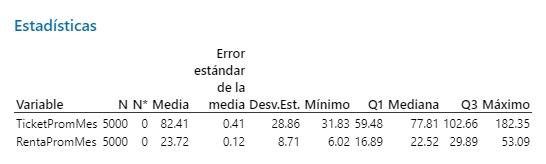 Estadísticas
Error
estándar
de la
Variable N N* Media media Desv.Est. Mínimo Q1 Mediana Q3 Máximo
TicketPromMes 5000 0 82.41 0.41 28.86 31.83 59.48 77.81 102.66 182.35
RentaPromMes 5000 0 23.72 0.12 8.71 6.02 16.89 22.52 29.89 53.09